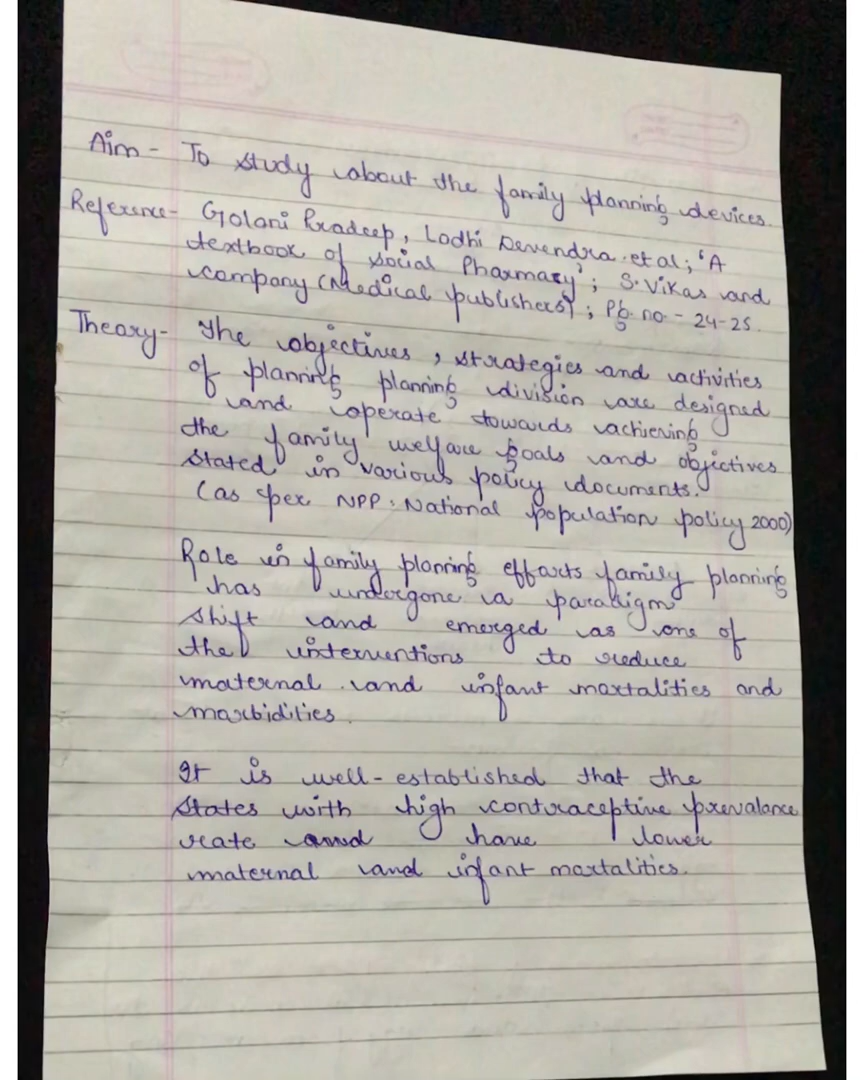 Aim - To study about the family planning devices.
Reference - Golani Pradeep, Lodhi Devendra et al; 'A
textbook of social Pharmacy'; S. Vikas and
company (Medical publishers); Pg. no - 24-25.
Theory - The objectives, strategies and activities
of planning planning division are designed
and operate towards achieving
the family welfare goals and objectives
stated in various policy documents.
(as per NPP: National population policy 2000)
Role in family planning efforts family planning
has undergone a paradigm
shift and emerged as one of
the interventions to reduce
maternal and infant mortalities and
morbidities.
It is well-established that the
states with high contraceptive prevalance
rate have lower
maternal and infant mortalities.